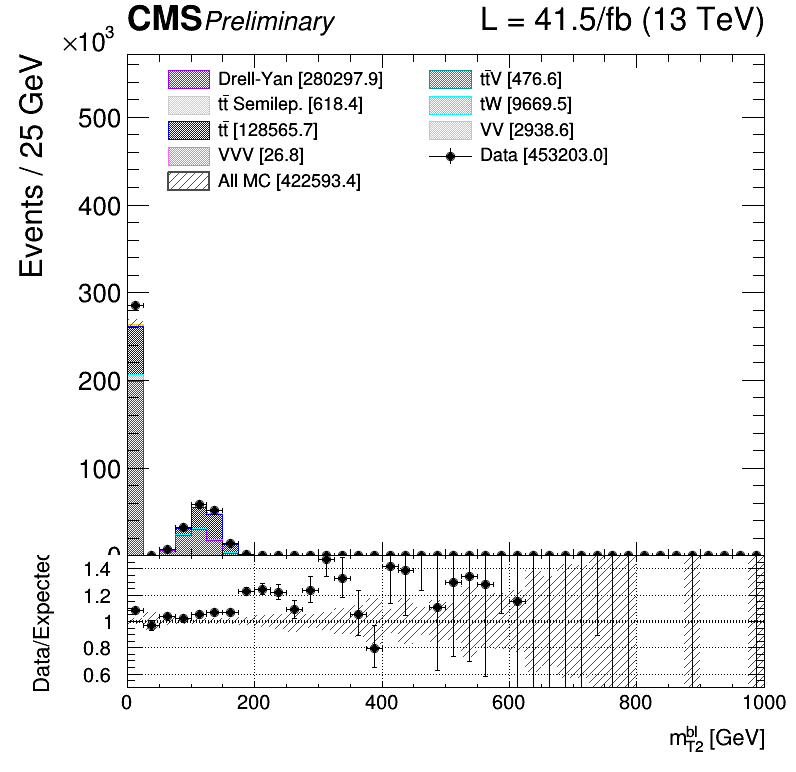 CMS Preliminary L = 41.5/fb (13 TeV)
×10³
Events / 25 GeV
Drell-Yan [280297.9]
tt̄ Semilep. [618.4]
tt̄ [128565.7]
VVV [26.8]
All MC [422593.4]
tt̄V [476.6]
tW [9669.5]
VV [2938.6]
Data [453203.0]
500
400
300
200
100
0
Data/Expected
1.4
1.2
1
0.8
0.6
0 200 400 600 800 1000
m_T2^bl [GeV]